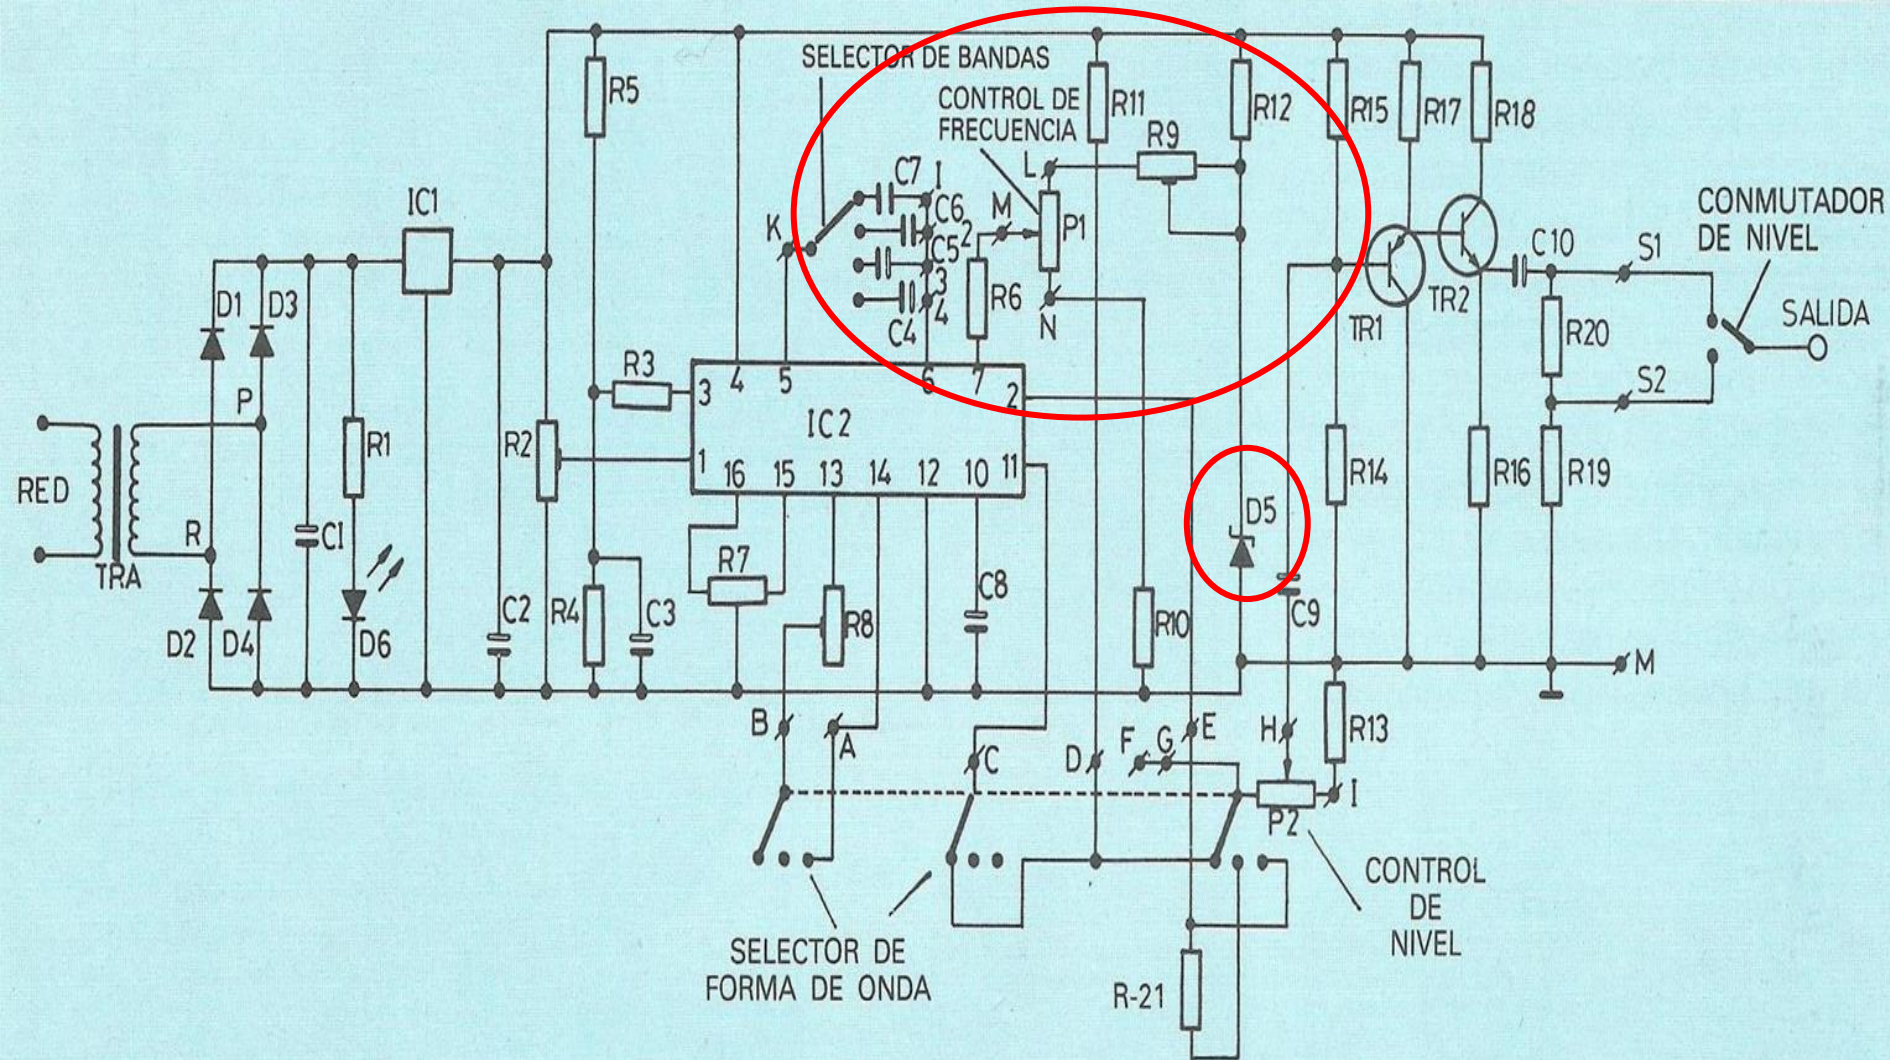 SELECTOR DE BANDAS
CONTROL DE
FRECUENCIA
R5
R11
R12
R15
R17
R18
R9
L
C7
I
C6
2
C5
3
4
C4
M
P1
K
R6
N
IC1
D1
D3
P
R
RED
TRA
D2
D4
C1
R1
D6
C2
R2
R3
R4
C3
IC2
3
4
5
6
7
2
1
16
15
13
14
12
10
11
R7
R8
C8
R10
D5
C9
R14
R16
R19
R20
TR1
TR2
C10
S1
S2
CONMUTADOR
DE NIVEL
SALIDA
M
B
A
C
D
F
G
E
H
R13
I
P2
CONTROL
DE
NIVEL
SELECTOR DE
FORMA DE ONDA
R-21